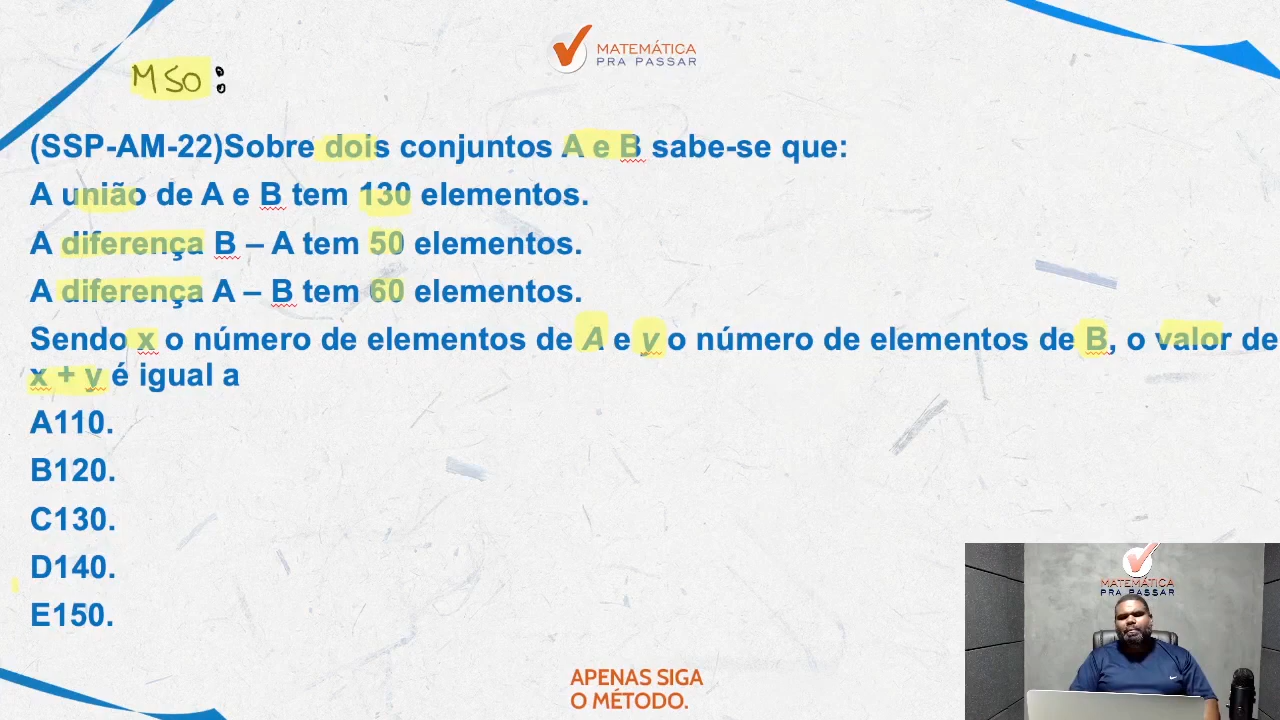 MATEMÁTICA
PRA PASSAR
MSO:
(SSP-AM-22)Sobre dois conjuntos A e B sabe-se que:
A união de A e B tem 130 elementos.
A diferença B – A tem 50 elementos.
A diferença A – B tem 60 elementos.
Sendo x o número de elementos de A e y o número de elementos de B, o valor de
x + y é igual a
A110.
B120.
C130.
D140.
E150.
MATEMÁTICA
PRA PASSAR
APENAS SIGA
O MÉTODO.